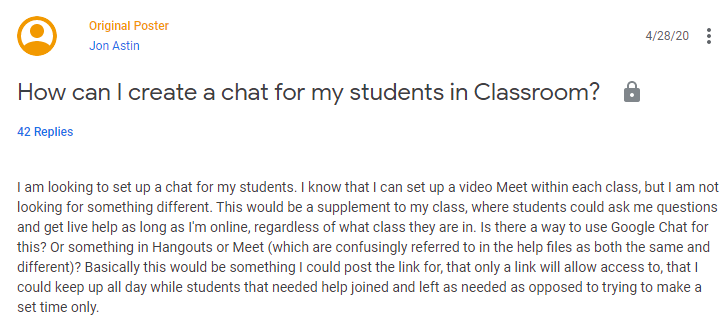 Original Poster
Jon Astin
4/28/20
How can I create a chat for my students in Classroom?
42 Replies
I am looking to set up a chat for my students. I know that I can set up a video Meet within each class, but I am not
looking for something different. This would be a supplement to my class, where students could ask me questions
and get live help as long as I'm online, regardless of what class they are in. Is there a way to use Google Chat for
this? Or something in Hangouts or Meet (which are confusingly referred to in the help files as both the same and
different)? Basically this would be something I could post the link for, that only a link will allow access to, that I
could keep up all day while students that needed help joined and left as needed as opposed to trying to make a
set time only.